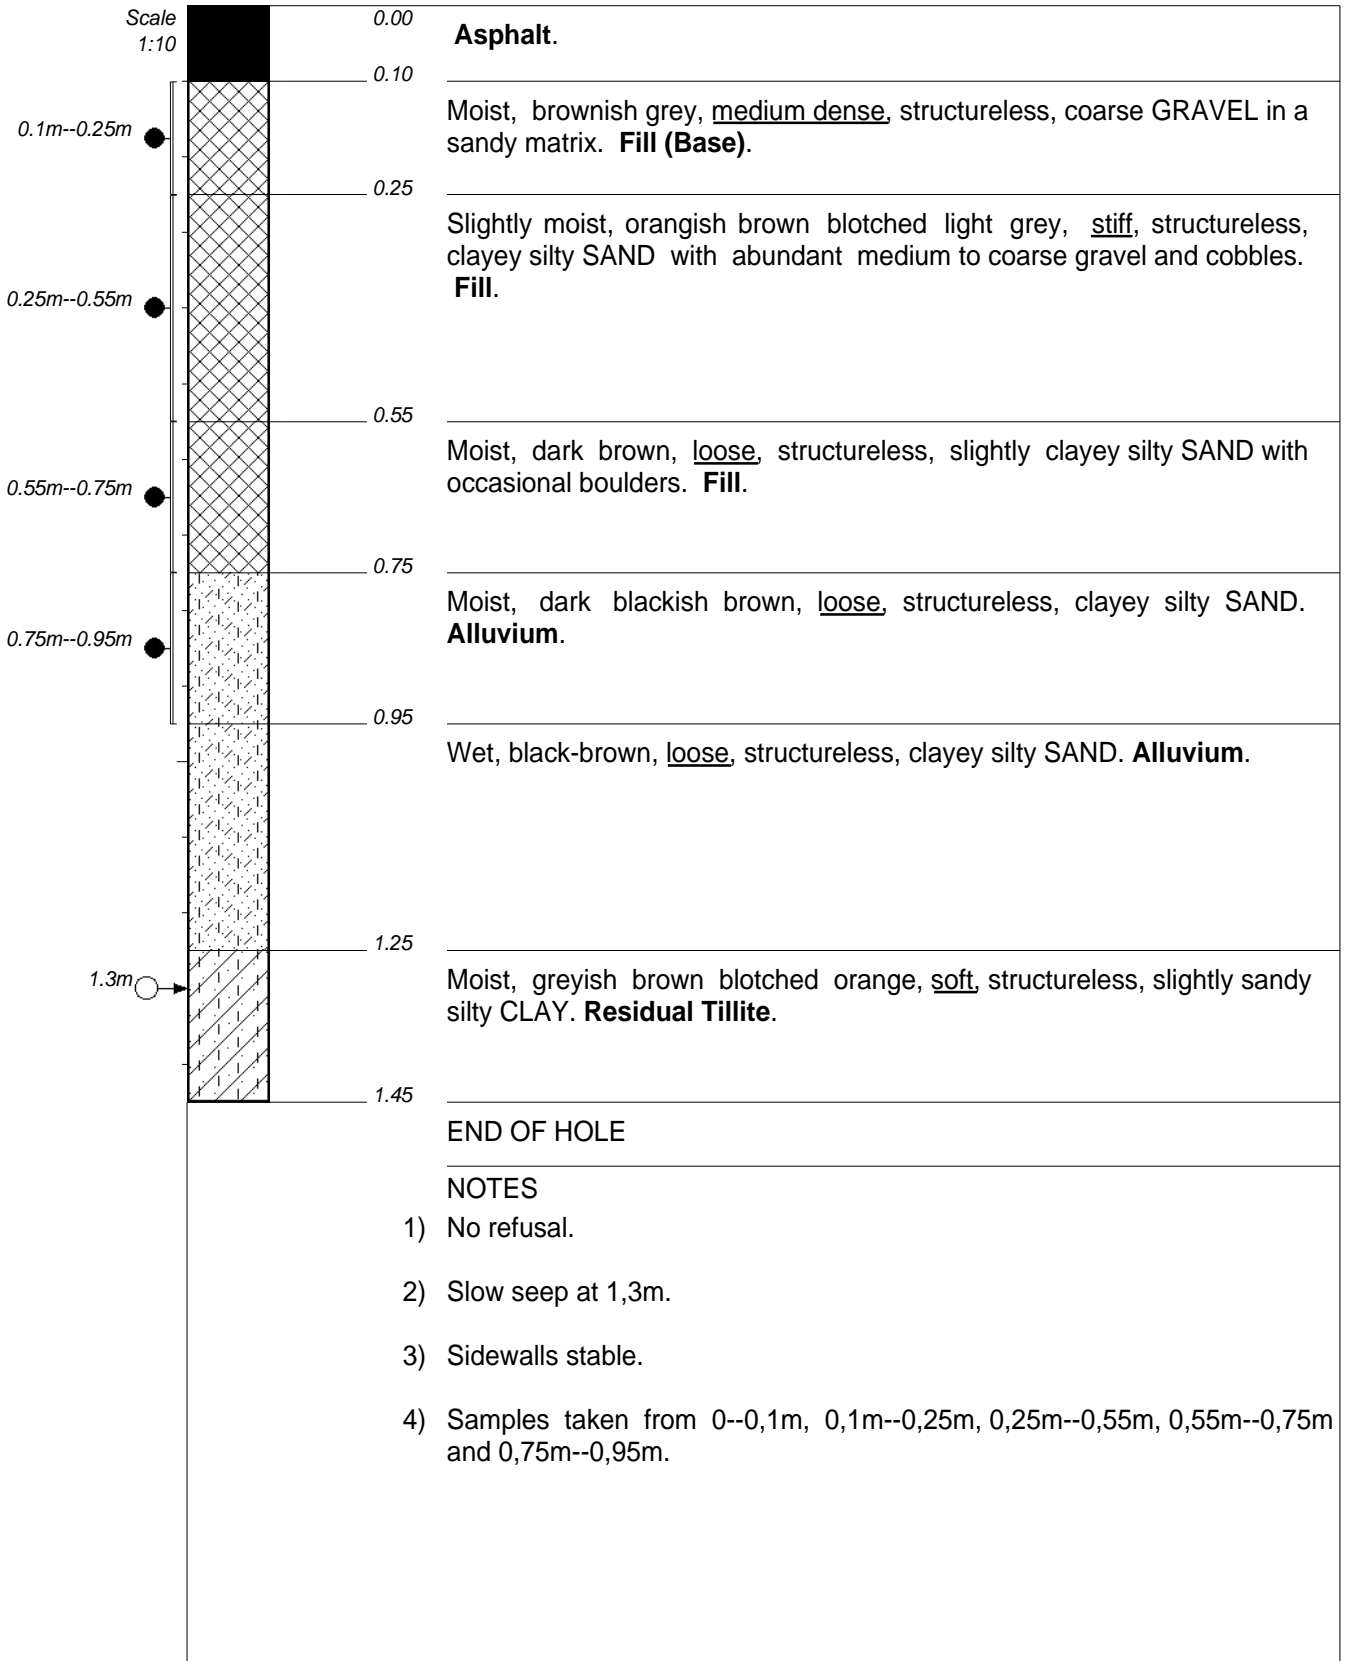 Scale
1:10
0.00
Asphalt.
0.10
0.1m--0.25m
Moist, brownish grey, medium dense, structureless, coarse GRAVEL in a
sandy matrix. Fill (Base).
0.25
0.25m--0.55m
Slightly moist, orangish brown blotched light grey, stiff, structureless,
clayey silty SAND with abundant medium to coarse gravel and cobbles.
Fill.
0.55
0.55m--0.75m
Moist, dark brown, loose, structureless, slightly clayey silty SAND with
occasional boulders. Fill.
0.75
0.75m--0.95m
Moist, dark blackish brown, loose, structureless, clayey silty SAND.
Alluvium.
0.95
Wet, black-brown, loose, structureless, clayey silty SAND. Alluvium.
1.25
1.3m
Moist, greyish brown blotched orange, soft, structureless, slightly sandy
silty CLAY. Residual Tillite.
1.45
END OF HOLE
NOTES
1) No refusal.
2) Slow seep at 1,3m.
3) Sidewalls stable.
4) Samples taken from 0--0,1m, 0,1m--0,25m, 0,25m--0,55m, 0,55m--0,75m
and 0,75m--0,95m.